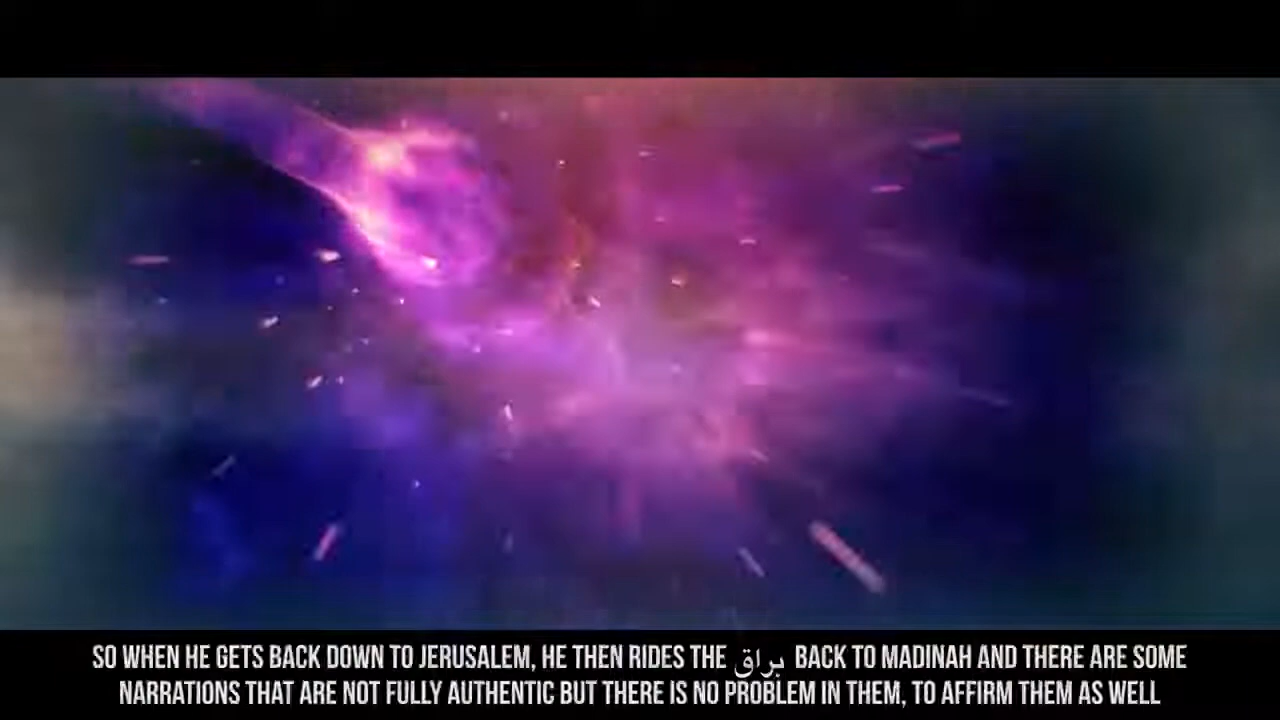 SO WHEN HE GETS BACK DOWN TO JERUSALEM, HE THEN RIDES THE براق BACK TO MADINAH AND THERE ARE SOME
NARRATIONS THAT ARE NOT FULLY AUTHENTIC BUT THERE IS NO PROBLEM IN THEM, TO AFFIRM THEM AS WELL